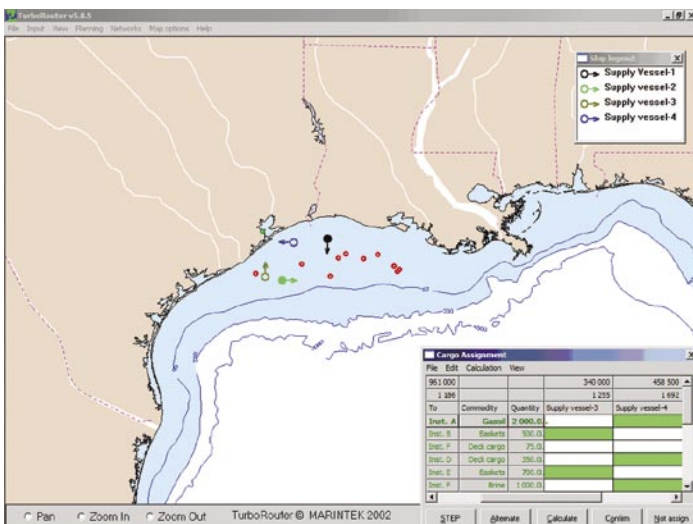 TurboRouter v5.0.5
File Input View Planning Networks Map options Help
Ship legend
Supply Vessel-1
Supply vessel-2
Supply vessel-3
Supply vessel-4
Cargo Assignment
File Edit Calculation View
961 000 340 000 458 500
1 186 1 255 1 692
To Commodity Quantity Supply vessel-3 Supply vessel-4
Inst. A Gasoil 2 000.0
Inst. B Baskets 500.0
Inst. F Deck cargo 75.0
Inst. D Deck cargo 350.0
Inst. E Baskets 700.0
Inst. F Brine 1 000.0
Pan Zoom In Zoom Out TurboRouter © MARINTEK 2002
STEP Alternate Calculate Confirm Not assign